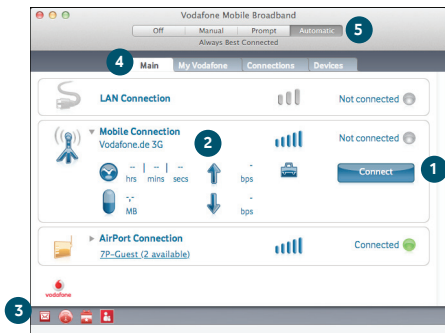 Vodafone Mobile Broadband
Off Manual Prompt Automatic
5
Always Best Connected
4
Main My Vodafone Connections Devices
LAN Connection Not connected
Mobile Connection Not connected
Vodafone.de 3G
2
-- | -- | -- -
hrs mins secs bps
Connect
1
-,- -
MB bps
AirPort Connection Connected
7P-Guest (2 available)
vodafone
3